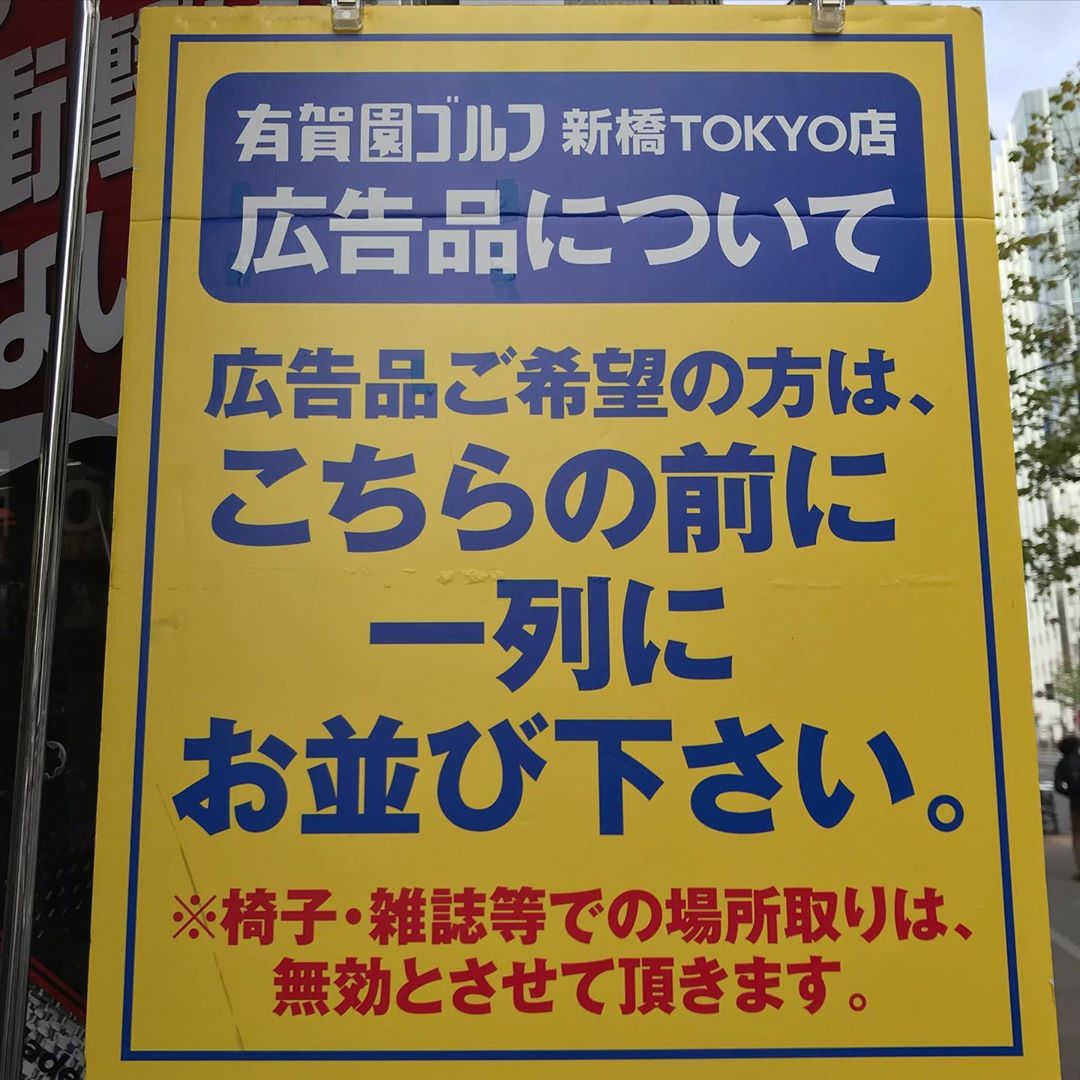 有賀園ゴルフ 新橋TOKYO店
広告品について
広告品ご希望の方は、
こちらの前に
一列に
お並び下さい。
※椅子・雑誌等での場所取りは、
無効とさせて頂きます。